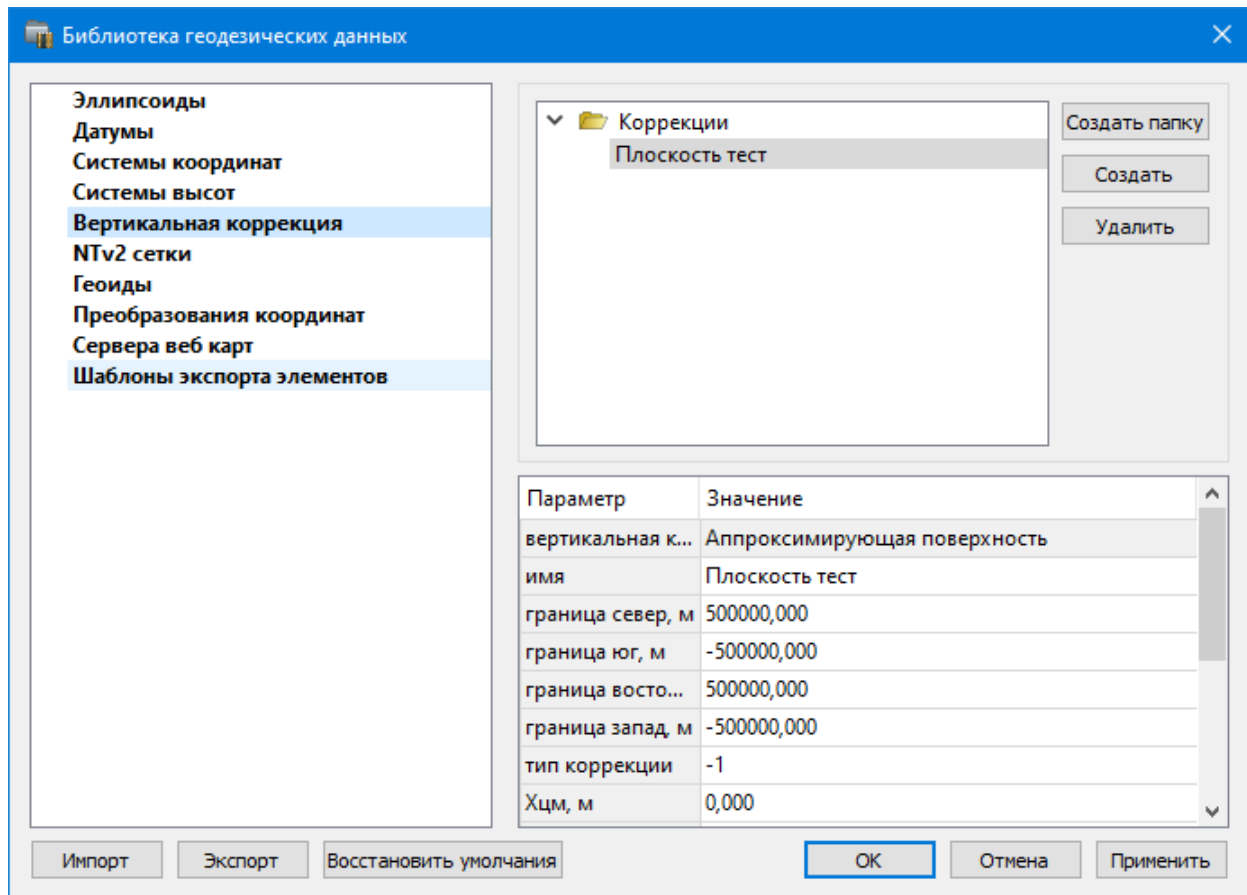 Библиотека геодезических данных
Эллипсоиды
Датумы
Системы координат
Системы высот
Вертикальная коррекция
NTv2 сетки
Геоиды
Преобразования координат
Сервера веб карт
Шаблоны экспорта элементов
Коррекции
Плоскость тест
Создать папку
Создать
Удалить
Параметр Значение
вертикальная к... Аппроксимирующая поверхность
имя Плоскость тест
граница север, м 500000,000
граница юг, м -500000,000
граница восто... 500000,000
граница запад, м -500000,000
тип коррекции -1
Xцм, м 0,000
Импорт Экспорт Восстановить умолчания OK Отмена Применить